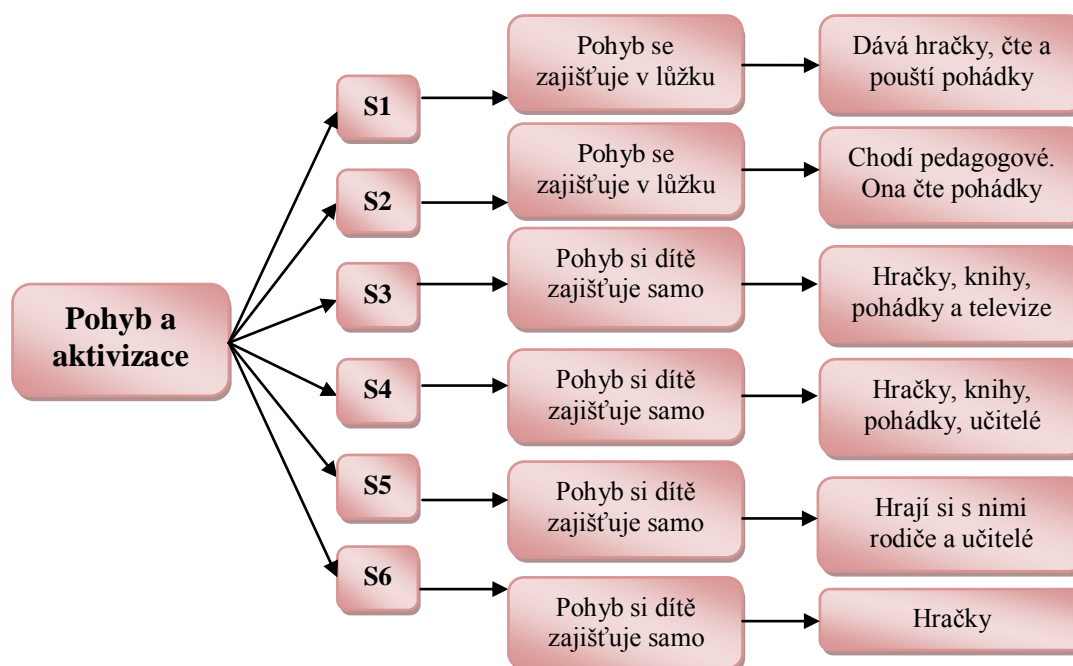 Pohyb a
aktivizace
S1
Pohyb se
zajišťuje v lůžku
Dává hračky, čte a
pouští pohádky
S2
Pohyb se
zajišťuje v lůžku
Chodí pedagogové.
Ona čte pohádky
S3
Pohyb si dítě
zajišťuje samo
Hračky, knihy,
pohádky a televize
S4
Pohyb si dítě
zajišťuje samo
Hračky, knihy,
pohádky, učitelé
S5
Pohyb si dítě
zajišťuje samo
Hrají si s nimi
rodiče a učitelé
S6
Pohyb si dítě
zajišťuje samo
Hračky